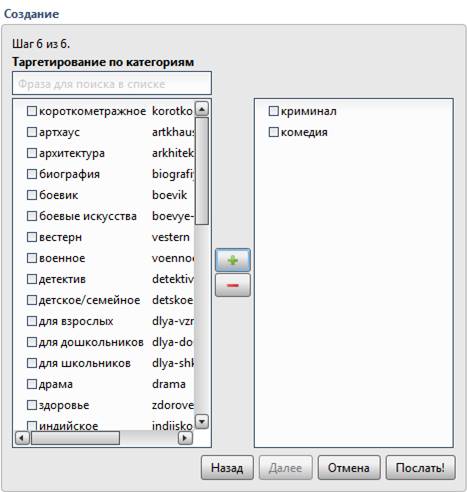 Создание
Шаг 6 из 6.
Таргетирование по категориям
Фраза для поиска в списке
короткометражное korotko
артхаус artkhaus
архитектура arkhitek
биография biografi
боевик boevik
боевые искусства boevye-
вестерн vestern
военное voenno
детектив detektiv
детское/семейное detskoe
для взрослых dlya-vzr
для дошкольников dlya-do
для школьников dlya-shk
драма drama
здоровье zdorove
индийское indiisko
криминал
комедия
Назад Далее Отмена Послать!